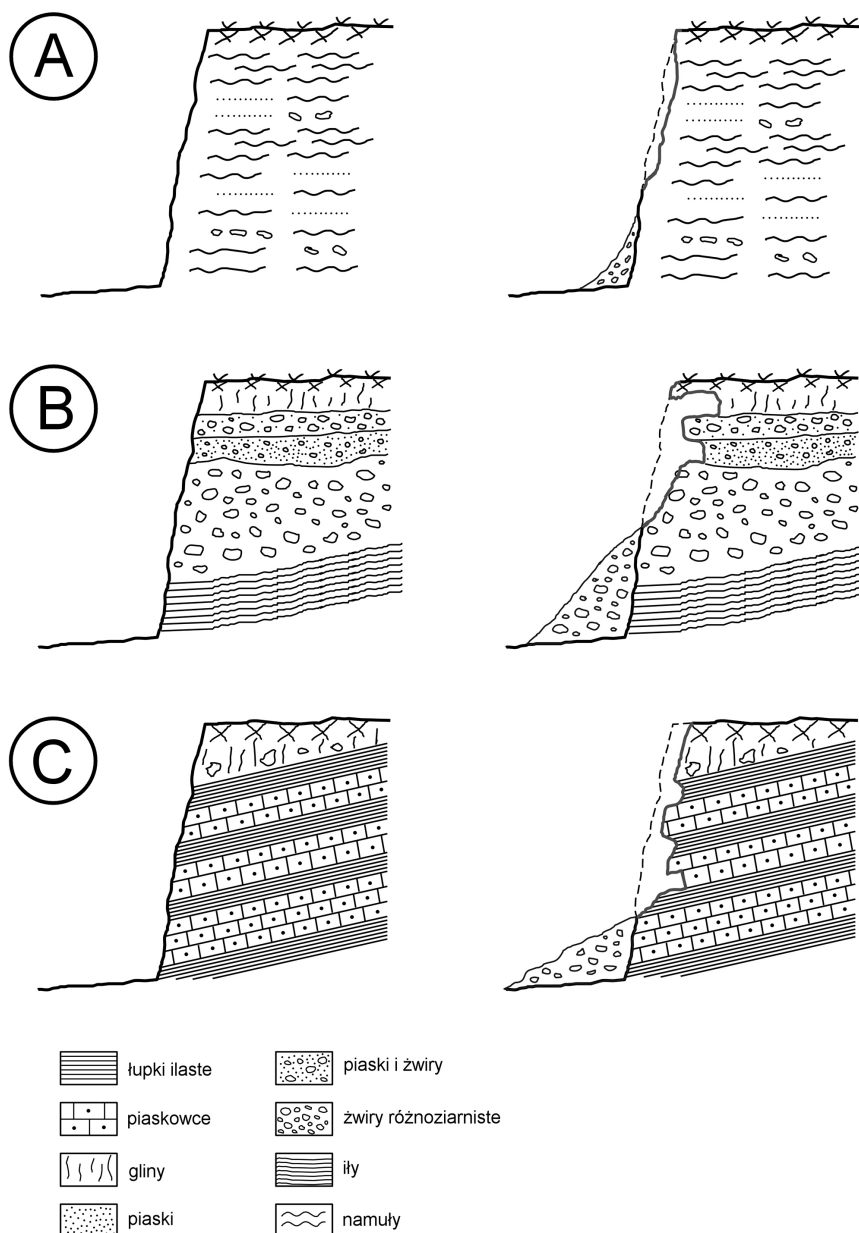 A
B
C
łupki ilaste
piaskowce
gliny
piaski
piaski i żwiry
żwiry różnoziarniste
iły
namuły